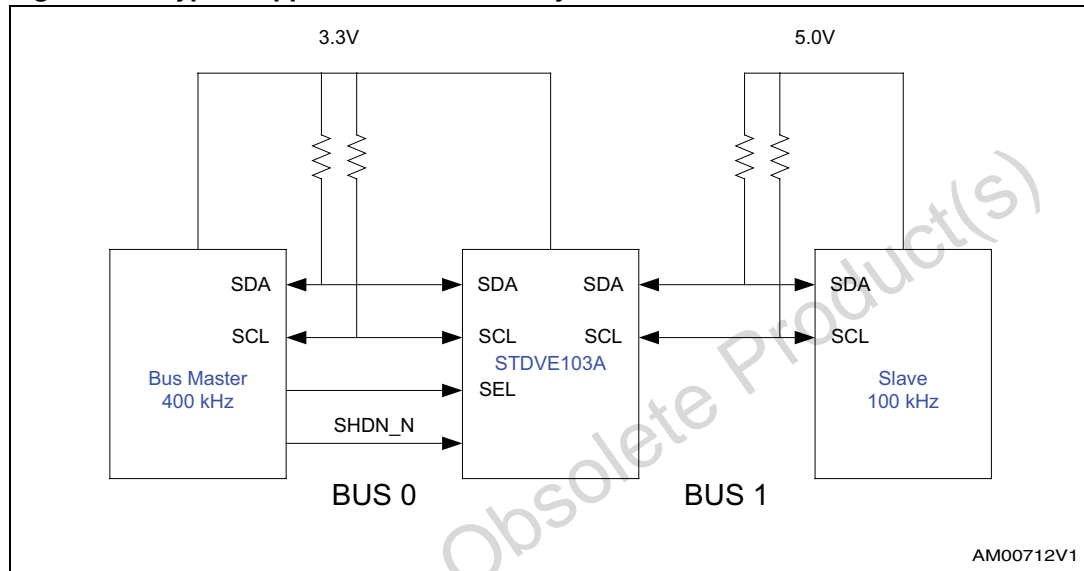 3.3V 5.0V
SDA SDA SDA SDA
SCL SCL SCL SCL
STDVE103A
Bus Master
400 kHz
SEL
Slave
100 kHz
SHDN_N
BUS 0 BUS 1
Obsolete Product(s)
AM00712V1